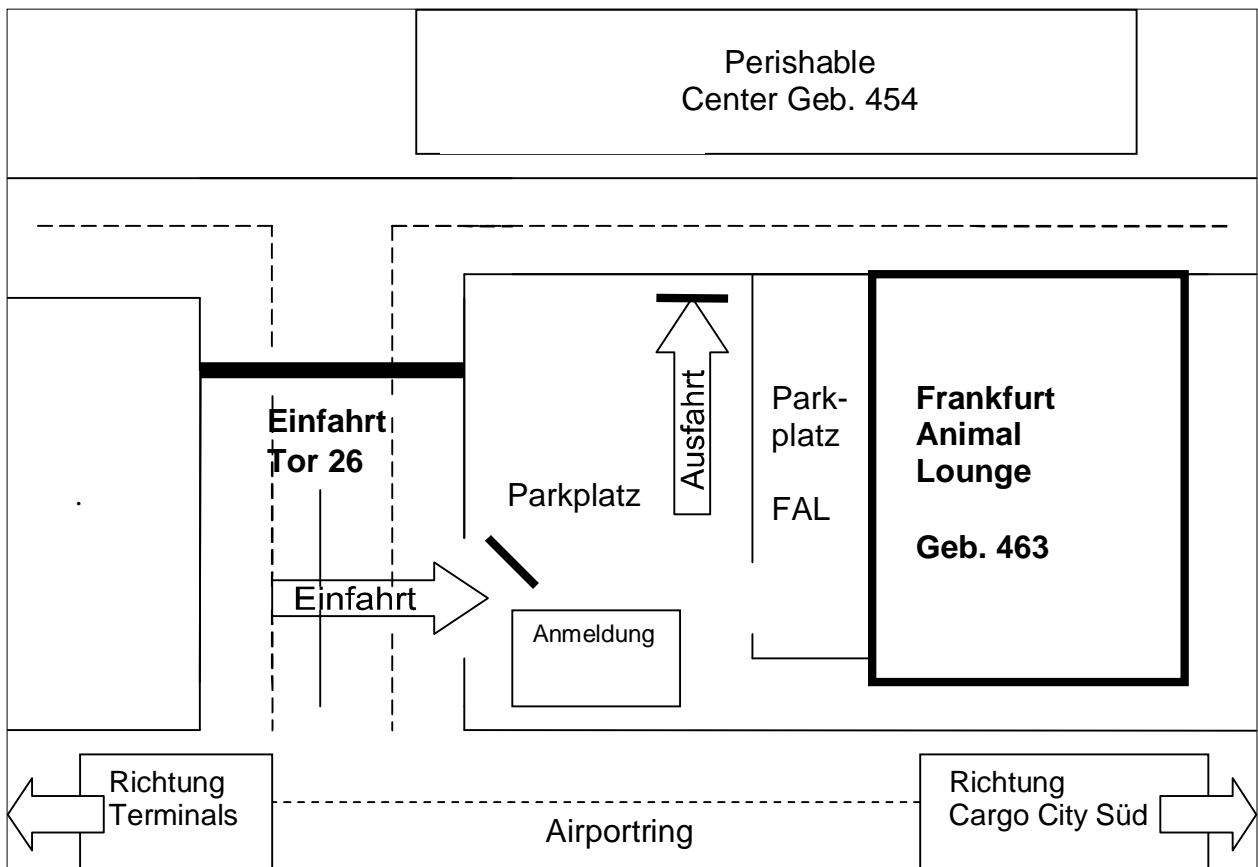 Perishable
Center Geb. 454
Einfahrt
Tor 26
Parkplatz
Ausfahrt
Park-
platz
FAL
Frankfurt
Animal
Lounge
Geb. 463
Einfahrt
Anmeldung
Richtung
Terminals
Airportring
Richtung
Cargo City Süd